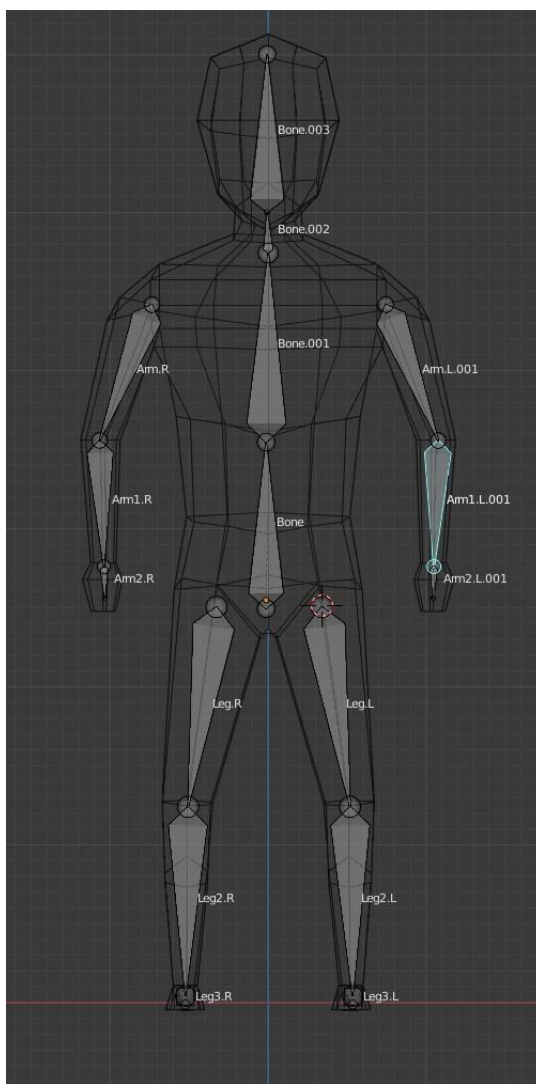 Bone.003
Bone.002
Bone.001
Arm.R
Arm.L.001
Arm1.R
Arm1.L.001
Bone
Arm2.R
Arm2.L.001
Leg.R
Leg.L
Leg2.R
Leg2.L
Leg3.R
Leg3.L